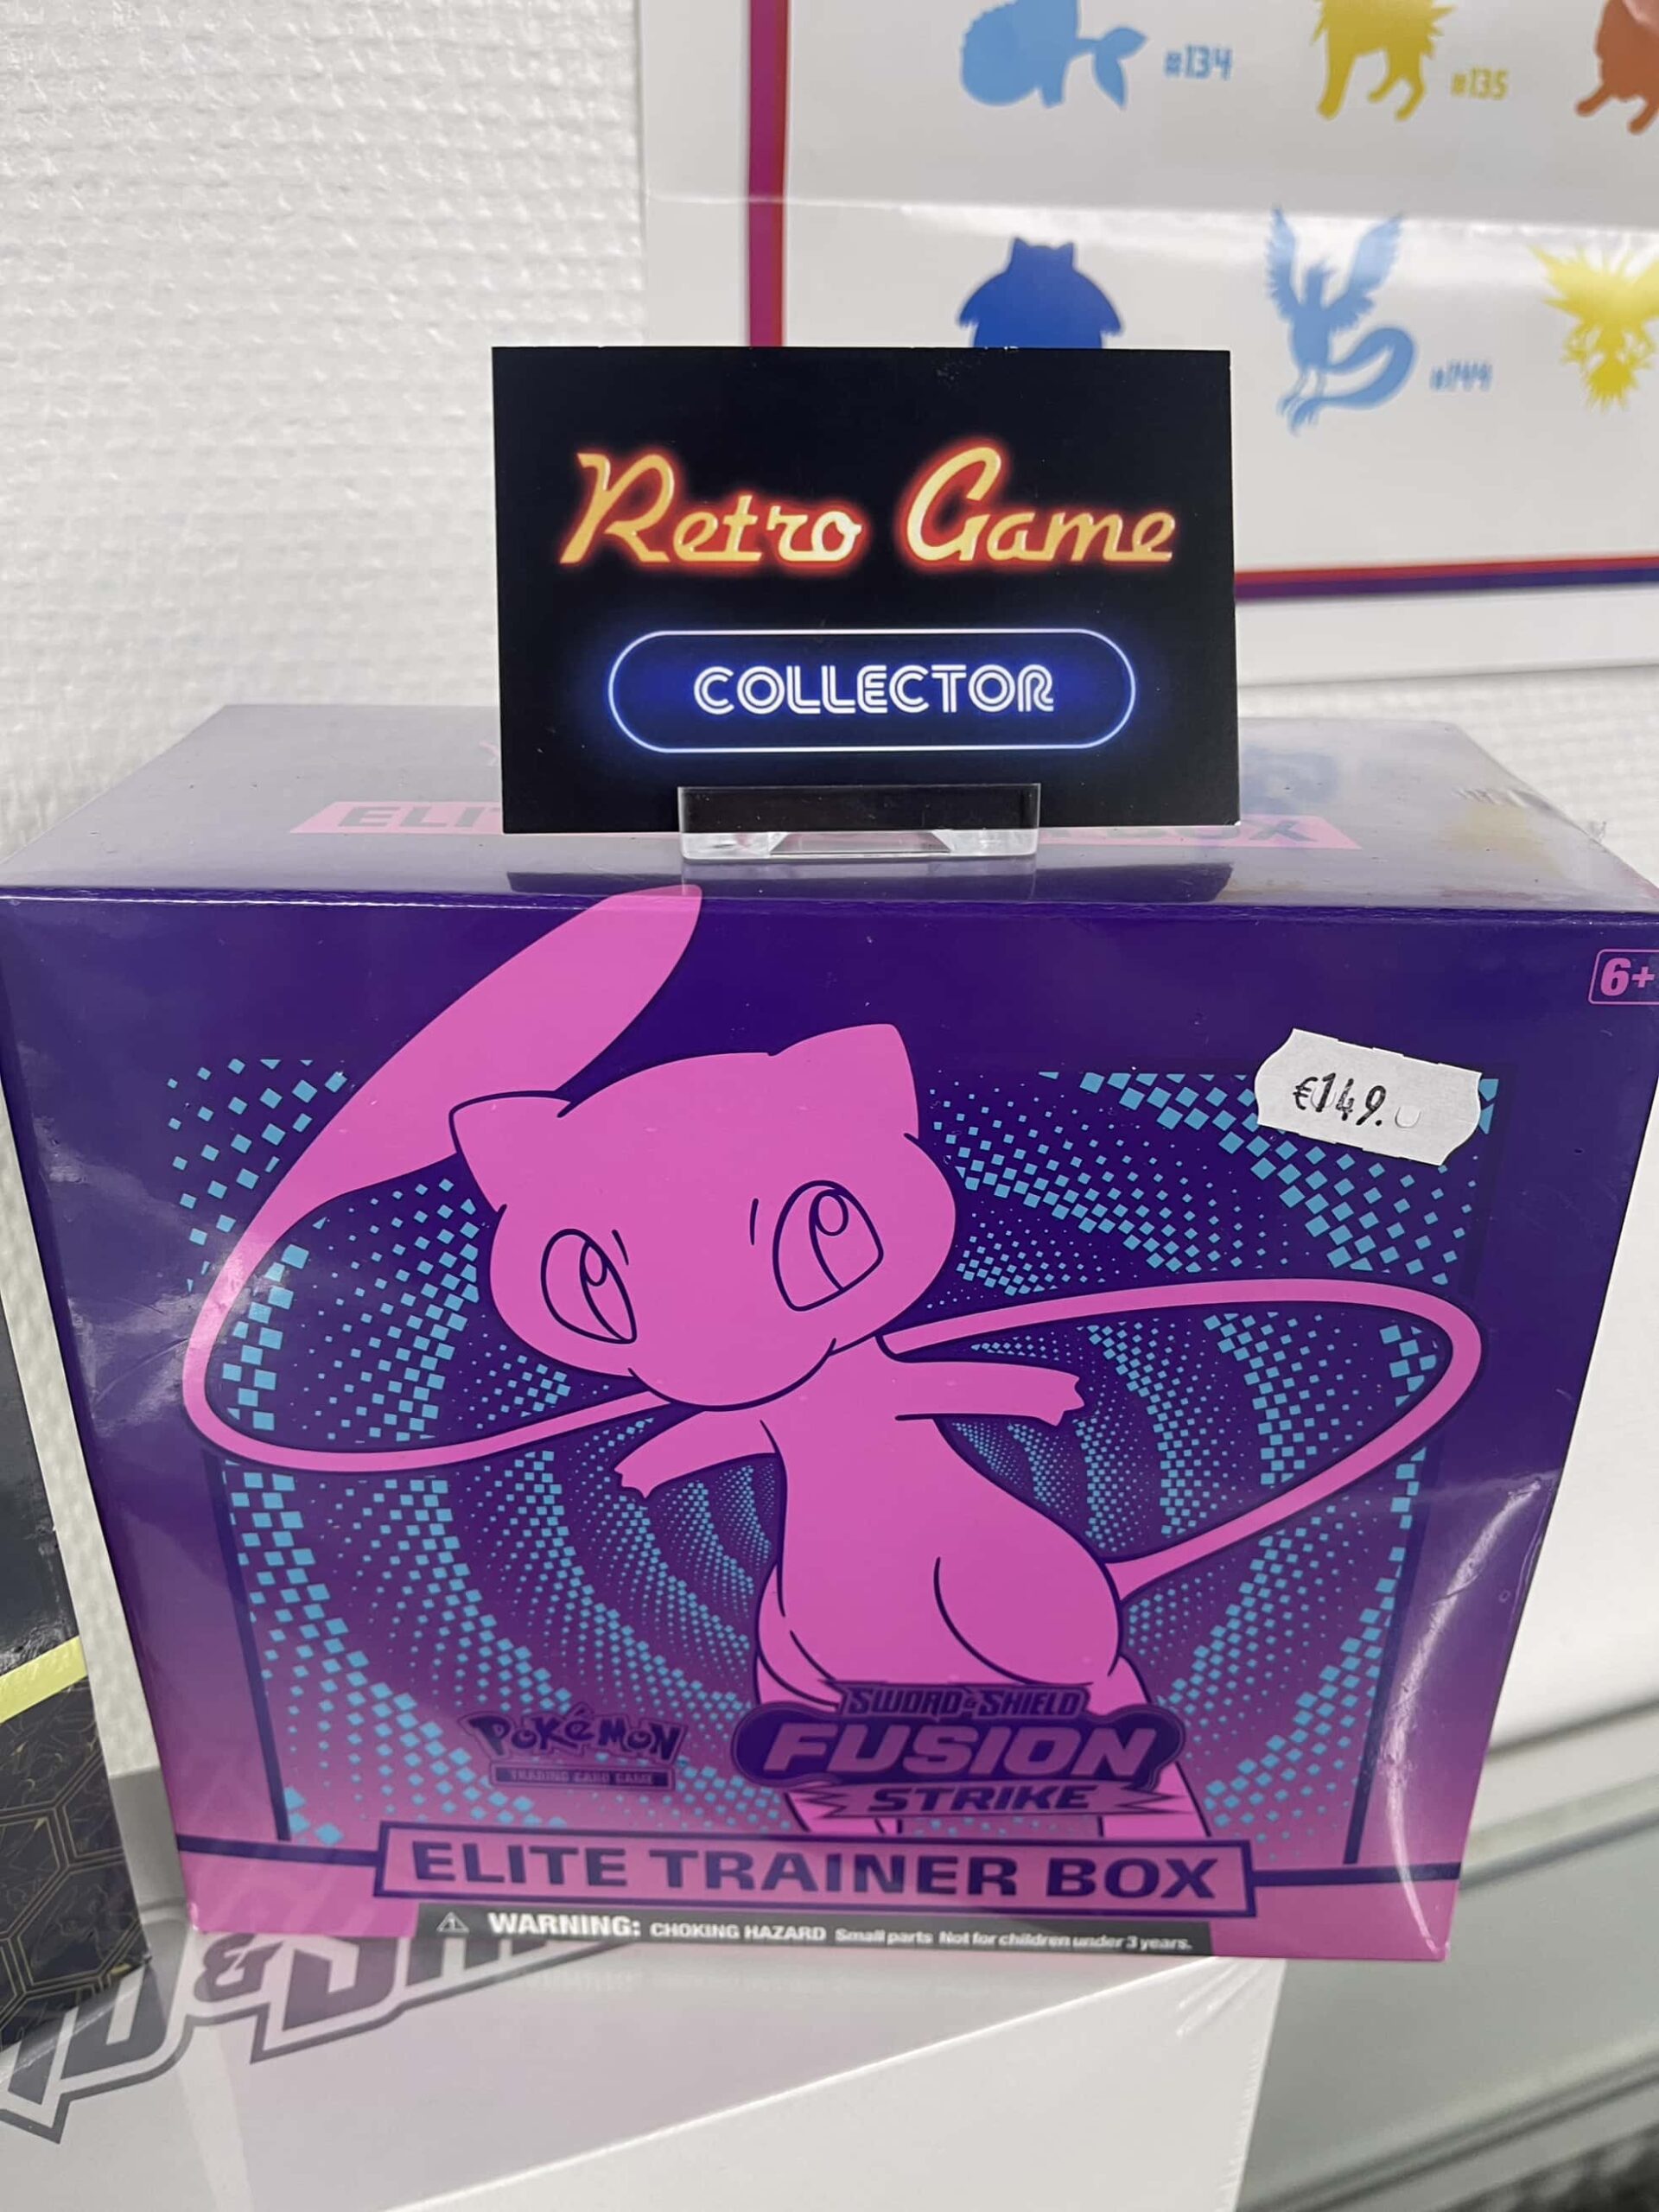 #134
#135
#144
Retro Game
COLLECTOR
6+
€149.
SWORD & SHIELD
POKéMON
FUSION
TRADING CARD GAME
STRIKE
ELITE TRAINER BOX
WARNING: CHOKING HAZARD Small parts Not for children under 3 years.